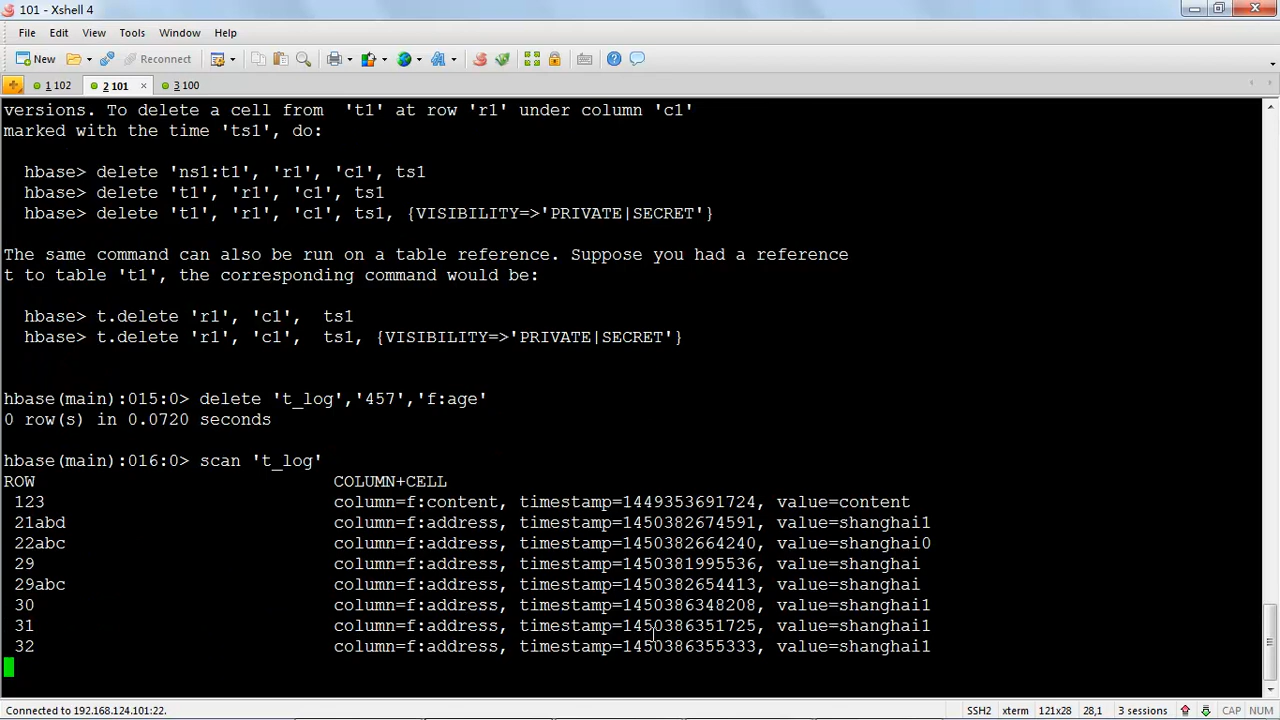 101 - Xshell 4
File Edit View Tools Window Help
New Reconnect
1 102 2 101 3 100
versions. To delete a cell from  't1' at row 'r1' under column 'c1'
marked with the time 'ts1', do:
hbase> delete 'ns1:t1', 'r1', 'c1', ts1
hbase> delete 't1', 'r1', 'c1', ts1
hbase> delete 't1', 'r1', 'c1', ts1, {VISIBILITY=>'PRIVATE|SECRET'}
The same command can also be run on a table reference. Suppose you had a reference
t to table 't1', the corresponding command would be:
hbase> t.delete 'r1', 'c1',  ts1
hbase> t.delete 'r1', 'c1',  ts1, {VISIBILITY=>'PRIVATE|SECRET'}
hbase(main):015:0> delete 't_log','457','f:age'
0 row(s) in 0.0720 seconds
hbase(main):016:0> scan 't_log'
ROW COLUMN+CELL
123 column=f:content, timestamp=1449353691724, value=content
21abd column=f:address, timestamp=1450382674591, value=shanghai1
22abc column=f:address, timestamp=1450382664240, value=shanghai0
29 column=f:address, timestamp=1450381995536, value=shanghai
29abc column=f:address, timestamp=1450382654413, value=shanghai
30 column=f:address, timestamp=1450386348208, value=shanghai1
31 column=f:address, timestamp=1450386351725, value=shanghai1
32 column=f:address, timestamp=1450386355333, value=shanghai1
Connected to 192.168.124.101:22. SSH2 xterm 121x28 28,1 3 sessions CAP NUM